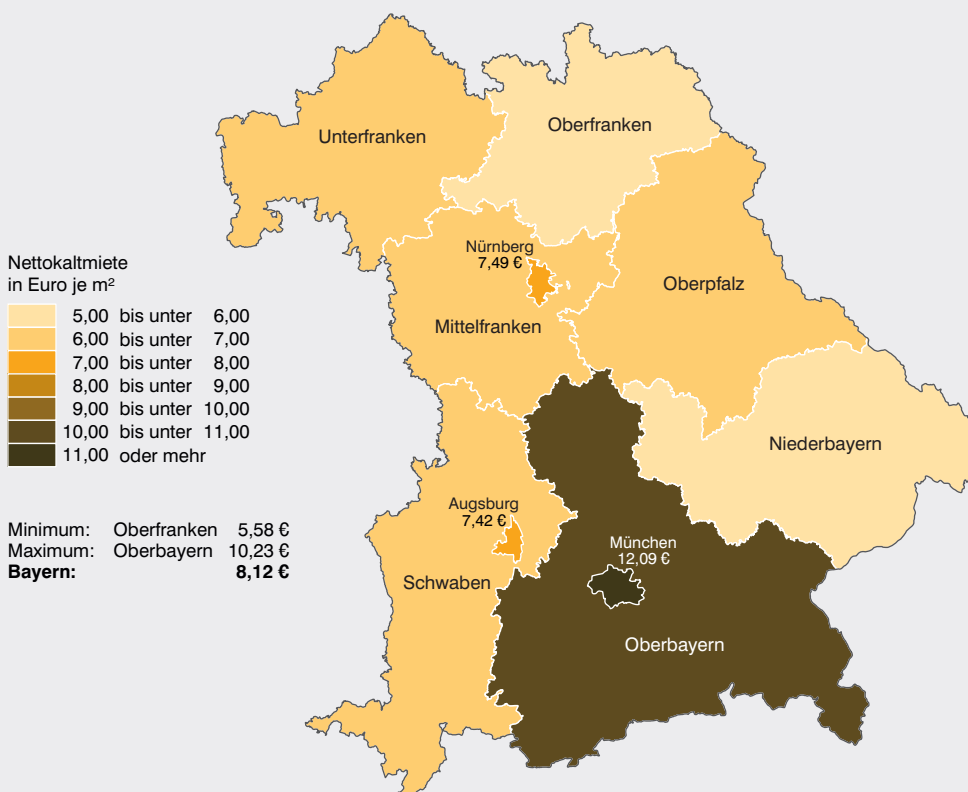 Unterfranken
Oberfranken
Nürnberg
7,49 €
Oberpfalz
Mittelfranken
Nettokaltmiete
in Euro je m²
5,00 bis unter 6,00
6,00 bis unter 7,00
7,00 bis unter 8,00
8,00 bis unter 9,00
9,00 bis unter 10,00
10,00 bis unter 11,00
11,00 oder mehr
Niederbayern
Augsburg
7,42 €
München
12,09 €
Schwaben
Oberbayern
Minimum: Oberfranken 5,58 €
Maximum: Oberbayern 10,23 €
Bayern: 8,12 €